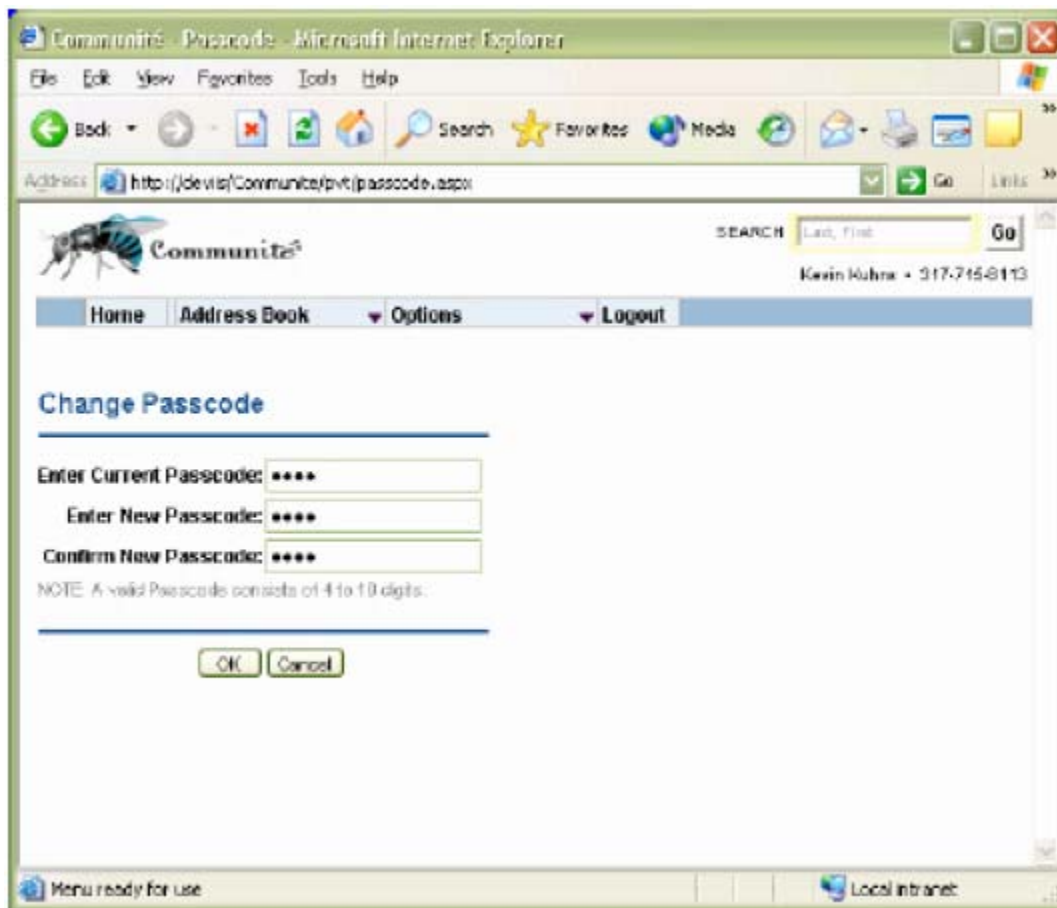 Communité - Passcode - Microsoft Internet Explorer
File Edit View Favorites Tools Help
Back Search Favorites Media »
Address http://deviis/Communite/pvt/passcode.aspx Go Links »
Communité
SEARCH Last, First Go
Kevin Kuhns • 317-715-8113
Home Address Book Options Logout
Change Passcode
Enter Current Passcode: ••••
Enter New Passcode: ••••
Confirm New Passcode: ••••
NOTE: A valid Passcode consists of 4 to 10 digits.
OK Cancel
Menu ready for use Local intranet